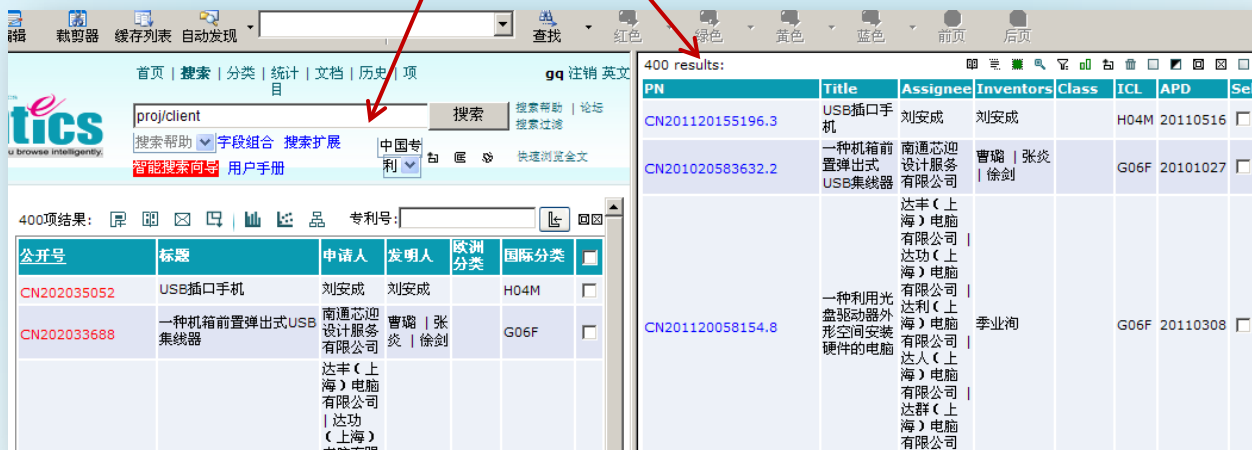 编辑 裁剪器 缓存列表 自动发现 查找 红色 绿色 黄色 蓝色 前页 后页
首页 | 搜索 | 分类 | 统计 | 文档 | 历史 | 项目
gq 注销 英文
tics
u browse intelligently.
proj/client
搜索
搜索帮助 | 论坛
搜索过滤
搜索帮助 字段组合 搜索扩展
中国专利
快速浏览全文
智能搜索向导 用户手册
400项结果:
专利号:
公开号 标题 申请人 发明人 欧洲分类 国际分类
CN202035052 USB插口手机 刘安成 刘安成 H04M
CN202033688 一种机箱前置弹出式USB集线器 南通芯迎设计服务有限公司 曹璐 | 张炎 | 徐剑 G06F
达丰(上
海)电脑
有限公司
| 达功
(上海)
电脑有限
400 results:
PN Title Assignee Inventors Class ICL APD Sel
CN201120155196.3 USB插口手机 刘安成 刘安成 H04M 20110516
CN201020583632.2 一种机箱前置弹出式USB集线器 南通芯迎设计服务有限公司 曹璐 | 张炎 | 徐剑 G06F 20101027
CN201120058154.8 一种利用光盘驱动器外形空间安装硬件的电脑 达丰(上海)电脑有限公司 | 达功(上海)电脑有限公司 | 达利(上海)电脑有限公司 | 达人(上海)电脑有限公司 | 达群(上海)电脑有限公司 季业洵 G06F 20110308